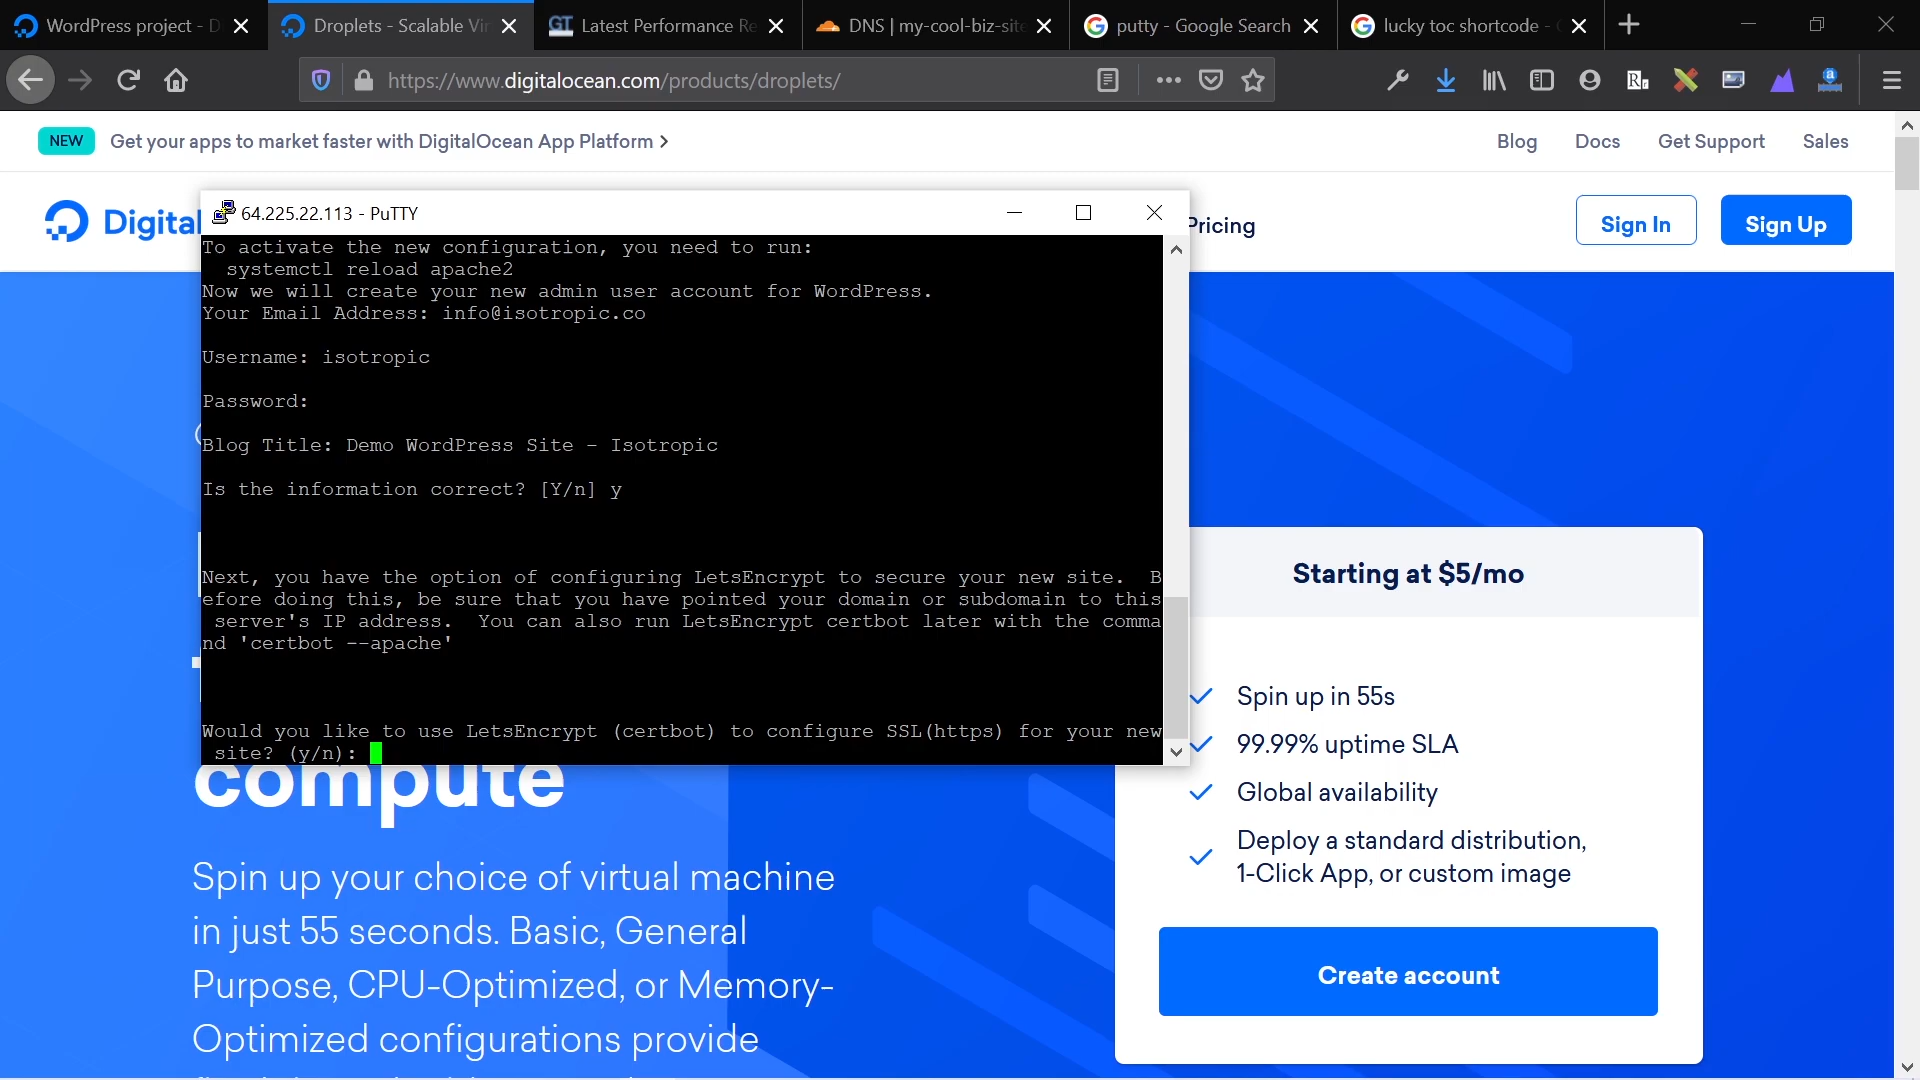 WordPress project - D
Droplets - Scalable Vir
GT Latest Performance Re
DNS | my-cool-biz-site
putty - Google Search
lucky toc shortcode -
https://www.digitalocean.com/products/droplets/
NEW Get your apps to market faster with DigitalOcean App Platform >
Blog Docs Get Support Sales
Digital
Pricing
Sign In
Sign Up
64.225.22.113 - PuTTY
To activate the new configuration, you need to run:
systemctl reload apache2
Now we will create your new admin user account for WordPress.
Your Email Address: info@isotropic.co
Username: isotropic
Password:
Blog Title: Demo WordPress Site - Isotropic
Is the information correct? [Y/n] y
Next, you have the option of configuring LetsEncrypt to secure your new site.  B
efore doing this, be sure that you have pointed your domain or subdomain to this
server's IP address.  You can also run LetsEncrypt certbot later with the comma
nd 'certbot --apache'
Would you like to use LetsEncrypt (certbot) to configure SSL(https) for your new
site? (y/n):
compute
Spin up your choice of virtual machine
in just 55 seconds. Basic, General
Purpose, CPU-Optimized, or Memory-
Optimized configurations provide
Starting at $5/mo
Spin up in 55s
99.99% uptime SLA
Global availability
Deploy a standard distribution,
1-Click App, or custom image
Create account